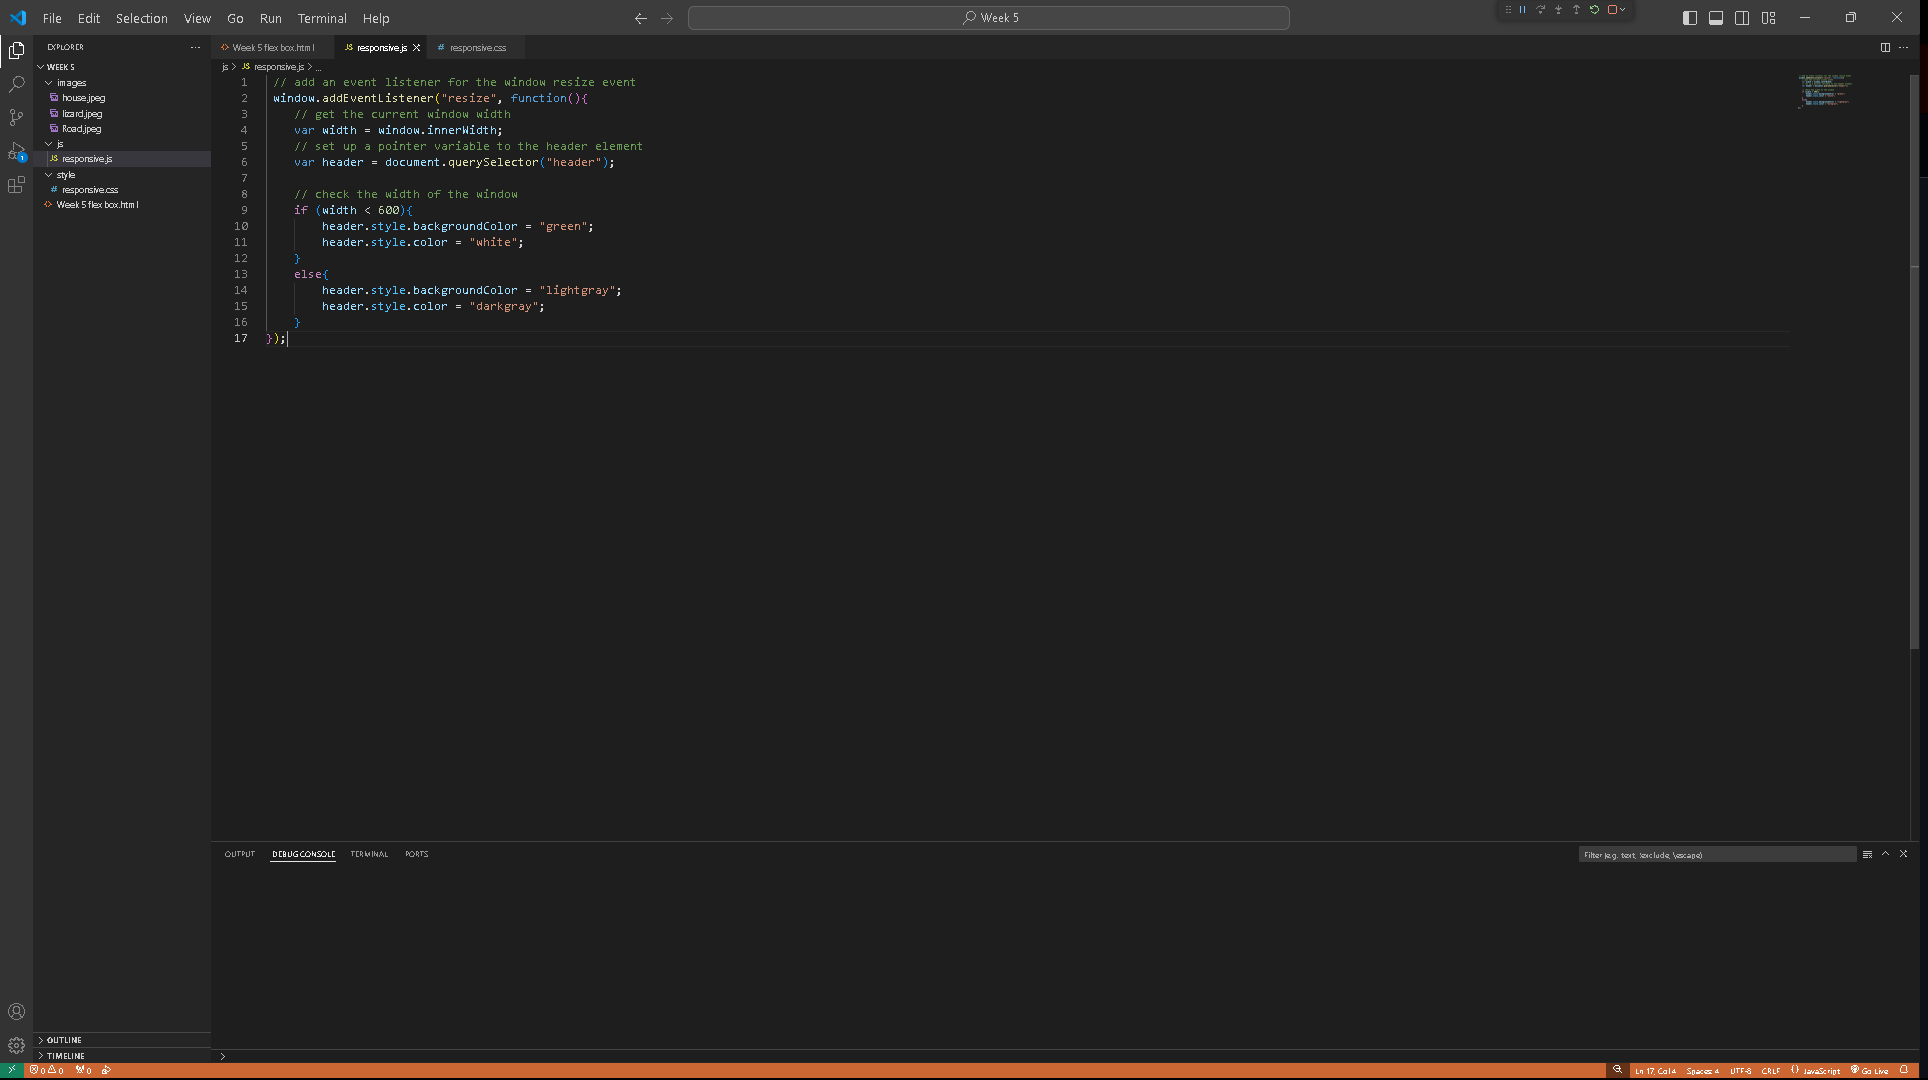 File Edit Selection View Go Run Terminal Help
Week 5
EXPLORER
WEEK 5
images
house.jpeg
lizard.jpeg
Road.jpeg
js
JS responsive.js
style
# responsive.css
Week 5 flex box.html
OUTLINE
TIMELINE
Week 5 flex box.html JS responsive.js # responsive.css
js > JS responsive.js > ...
1 // add an event listener for the window resize event
2 window.addEventListener("resize", function(){
3 // get the current window width
4 var width = window.innerWidth;
5 // set up a pointer variable to the header element
6 var header = document.querySelector("header");
7
8 // check the width of the window
9 if (width < 600){
10 header.style.backgroundColor = "green";
11 header.style.color = "white";
12 }
13 else{
14 header.style.backgroundColor = "lightgray";
15 header.style.color = "darkgray";
16 }
17 });
OUTPUT DEBUG CONSOLE TERMINAL PORTS
Filter (e.g. text, !exclude, \escape)
>
0 0 0 Ln 17, Col 4 Spaces: 4 UTF-8 CRLF {} JavaScript Go Live
1